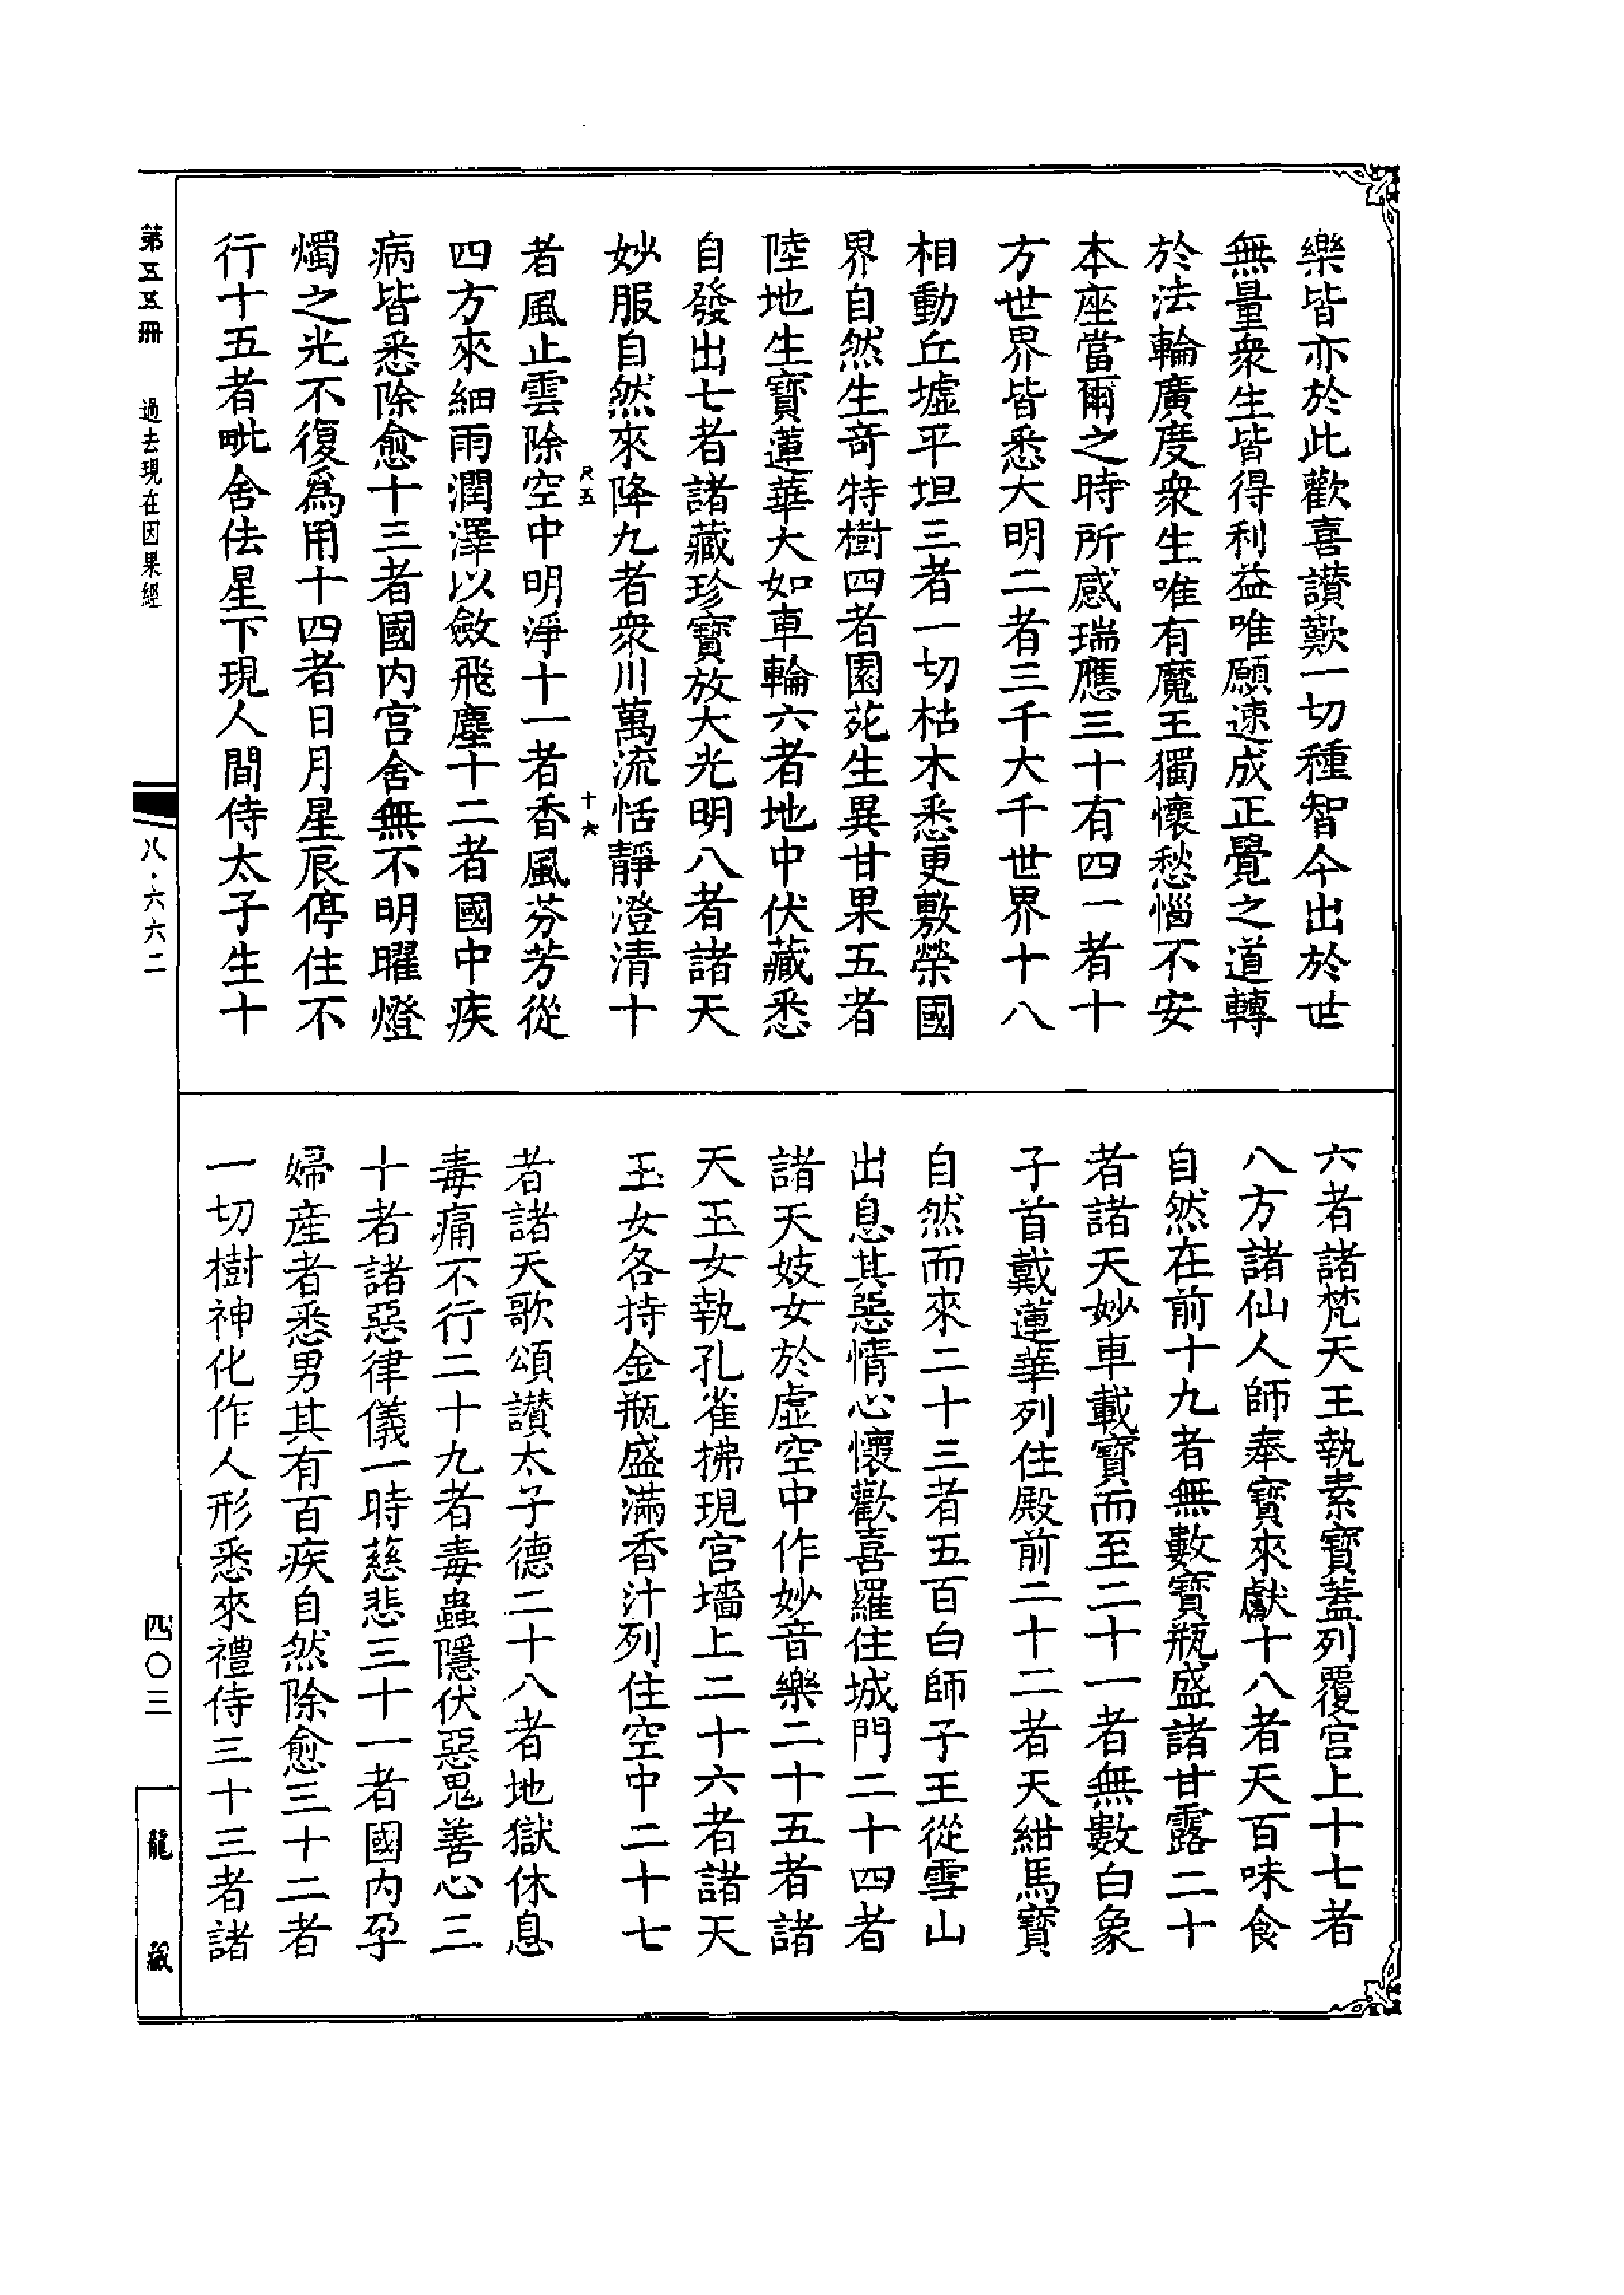 樂皆亦於此歡喜讚歎一切種智今出於世
無量衆生皆得利益唯願速成正覺之道轉
於法輪廣度衆生唯有魔王獨懷愁惱不安
本座當爾之時所感瑞應三十有四一者十
方世界皆悉大明二者三千大千世界十八
相動丘墟平坦三者一切枯木悉更敷榮國
界自然生奇特樹四者園苑生異甘果五者
陸地生寶蓮華大如車輪六者地中伏藏悉
自發出七者諸藏珍寶放大光明八者諸天
妙服自然來降九者衆川萬流恬靜澄清十
尺五 十六
者風止雲除空中明淨十一者香風芬芳從
四方來細雨潤澤以斂飛塵十二者國中疾
病皆悉除愈十三者國内宫舍無不明曜燈
燭之光不復爲用十四者日月星辰停住不
行十五者毗舍佉星下現人間侍太子生十
六者諸梵天王執素寶蓋列覆宫上十七者
八方諸仙人師奉寶來獻十八者天百味食
自然在前十九者無數寶瓶盛諸甘露二十
者諸天妙車載寶而至二十一者無數白象
子首戴蓮華列住殿前二十二者天紺馬寶
自然而來二十三者五百白師子王從雪山
出息其惡情心懷歡喜羅住城門二十四者
諸天妓女於虛空中作妙音樂二十五者諸
天玉女執孔雀拂現宫墻上二十六者諸天
玉女各持金瓶盛滿香汁列住空中二十七
者諸天歌頌讚太子德二十八者地獄休息
毒痛不行二十九者毒蟲隱伏惡鬼善心三
十者諸惡律儀一時慈悲三十一者國内孕
婦産者悉男其有百疾自然除愈三十二者
一切樹神化作人形悉來禮侍三十三者諸
第五五册 過去現在因果經
八·六六二
四〇三
龍藏